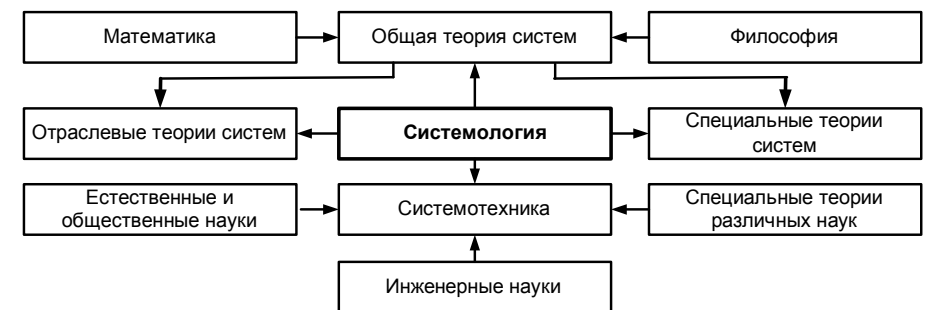 Математика
Общая теория систем
Философия
Отраслевые теории систем
Системология
Специальные теории
систем
Естественные и
общественные науки
Системотехника
Специальные теории
различных наук
Инженерные науки